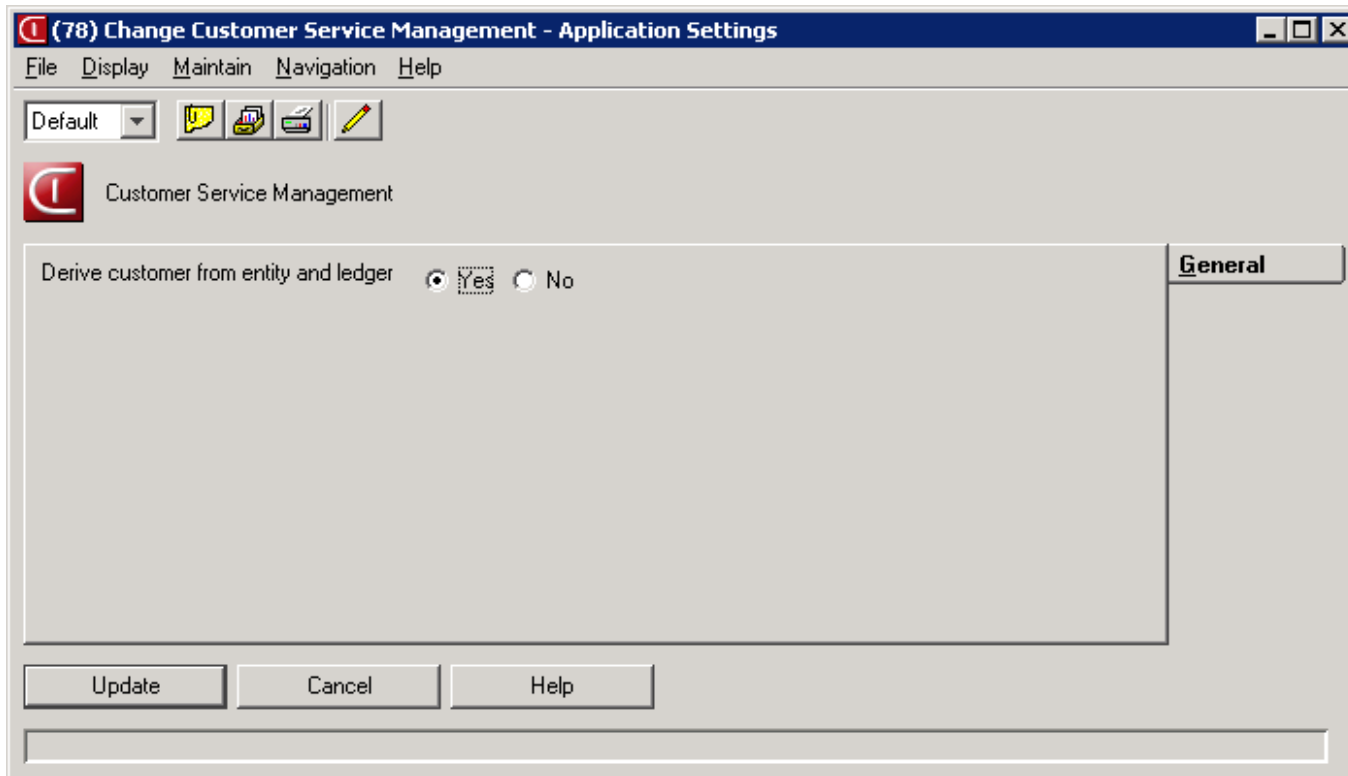 (78) Change Customer Service Management - Application Settings
File Display Maintain Navigation Help
Default
Customer Service Management
Derive customer from entity and ledger Yes No
General
Update Cancel Help